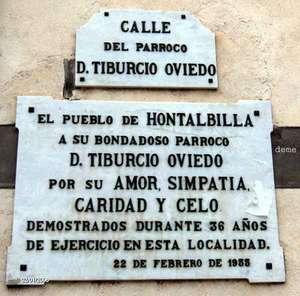 CALLE
DEL PARROCO
D. TIBURCIO OVIEDO
EL PUEBLO DE HONTALBILLA
A SU BONDADOSO PARROCO
D. TIBURCIO OVIEDO
POR SU AMOR, SIMPATIA,
CARIDAD Y CELO
DEMOSTRADOS DURANTE 36 AÑOS
DE EJERCICIO EN ESTA LOCALIDAD.
22 DE FEBRERO DE 1953
deme